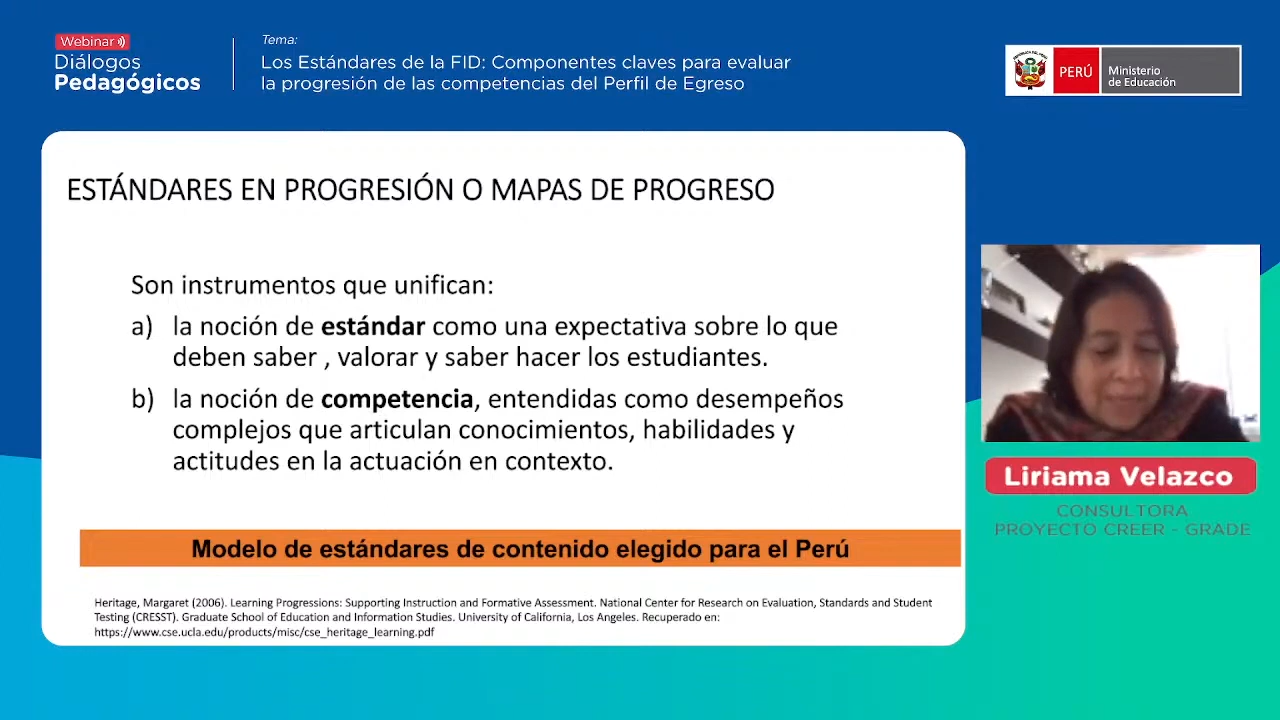 Webinar
Diálogos
Pedagógicos
Tema:
Los Estándares de la FID: Componentes claves para evaluar
la progresión de las competencias del Perfil de Egreso
PERÚ
Ministerio
de Educación
ESTÁNDARES EN PROGRESIÓN O MAPAS DE PROGRESO
Son instrumentos que unifican:
a) la noción de estándar como una expectativa sobre lo que
deben saber , valorar y saber hacer los estudiantes.
b) la noción de competencia, entendidas como desempeños
complejos que articulan conocimientos, habilidades y
actitudes en la actuación en contexto.
Modelo de estándares de contenido elegido para el Perú
Heritage, Margaret (2006). Learning Progressions: Supporting Instruction and Formative Assessment. National Center for Research on Evaluation, Standards and Student
Testing (CRESST). Graduate School of Education and Information Studies. University of California, Los Angeles. Recuperado en:
https://www.cse.ucla.edu/products/misc/cse_heritage_learning.pdf
Liriama Velazco
CONSULTORA
PROYECTO CREER - GRADE